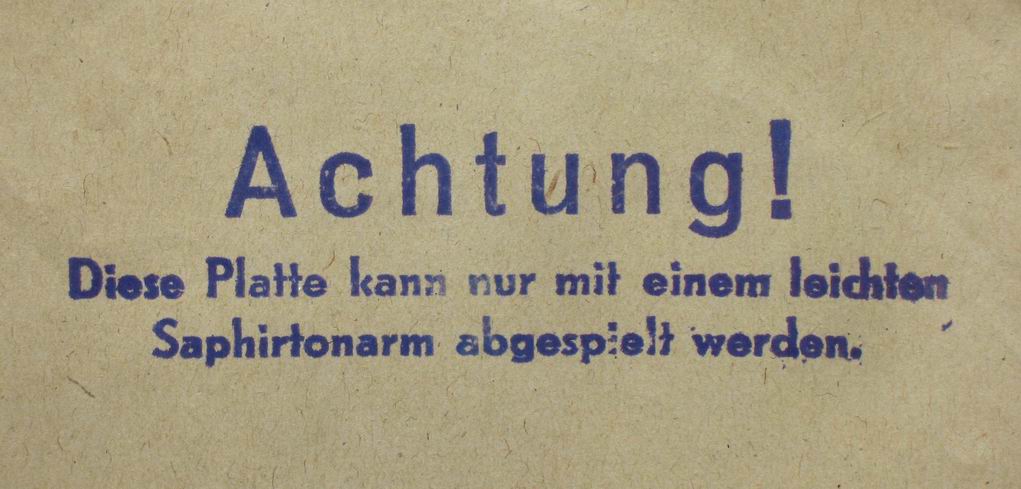 Achtung!
Diese Platte kann nur mit einem leichten
Saphirtonarm abgespielt werden.